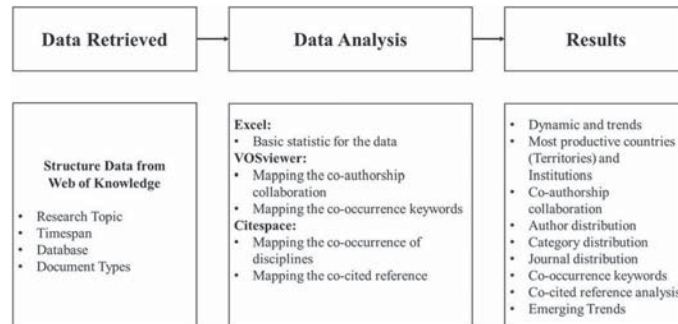 Data Retrieved
Data Analysis
Results
Structure Data from
Web of Knowledge
• Research Topic
• Timespan
• Database
• Document Types
Excel:
• Basic statistic for the data
VOSviewer:
• Mapping the co-authorship
collaboration
• Mapping the co-occurrence keywords
Citespace:
• Mapping the co-occurrence of
disciplines
• Mapping the co-cited reference
• Dynamic and trends
• Most productive countries
(Territories) and
Institutions
• Co-authorship
collaboration
• Author distribution
• Category distribution
• Journal distribution
• Co-occurrence keywords
• Co-cited reference analysis
• Emerging Trends